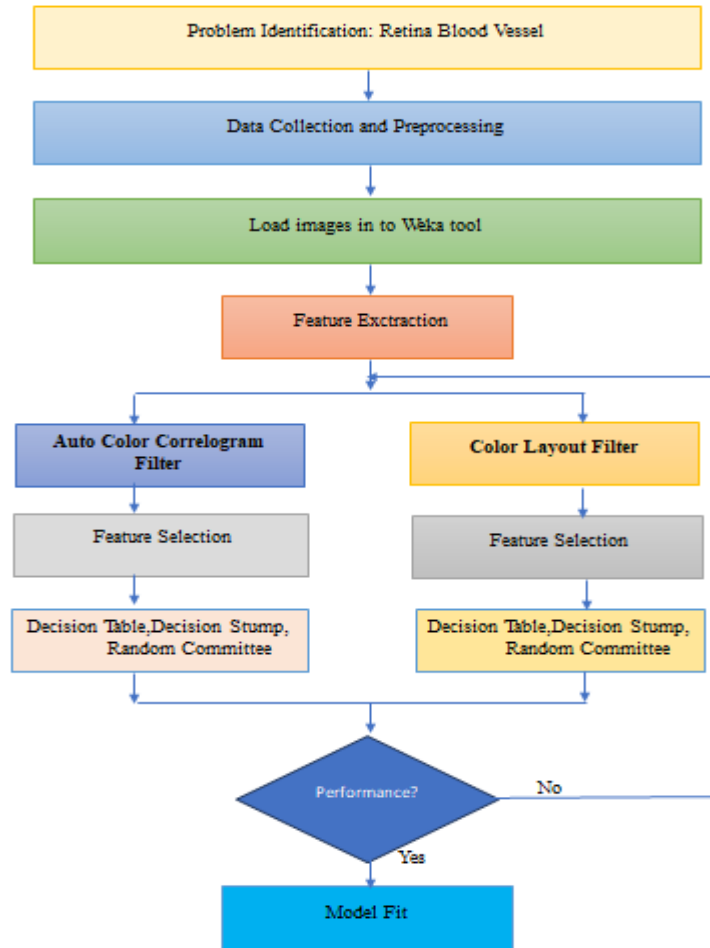 Problem Identification: Retina Blood Vessel
Data Collection and Preprocessing
Load images in to Weka tool
Feature Exctraction
Auto Color Correlogram
Filter
Color Layout Filter
Feature Selection
Feature Selection
Decision Table,Decision Stump,
Random Committee
Decision Table,Decision Stump,
Random Committee
Performance?
No
Yes
Model Fit